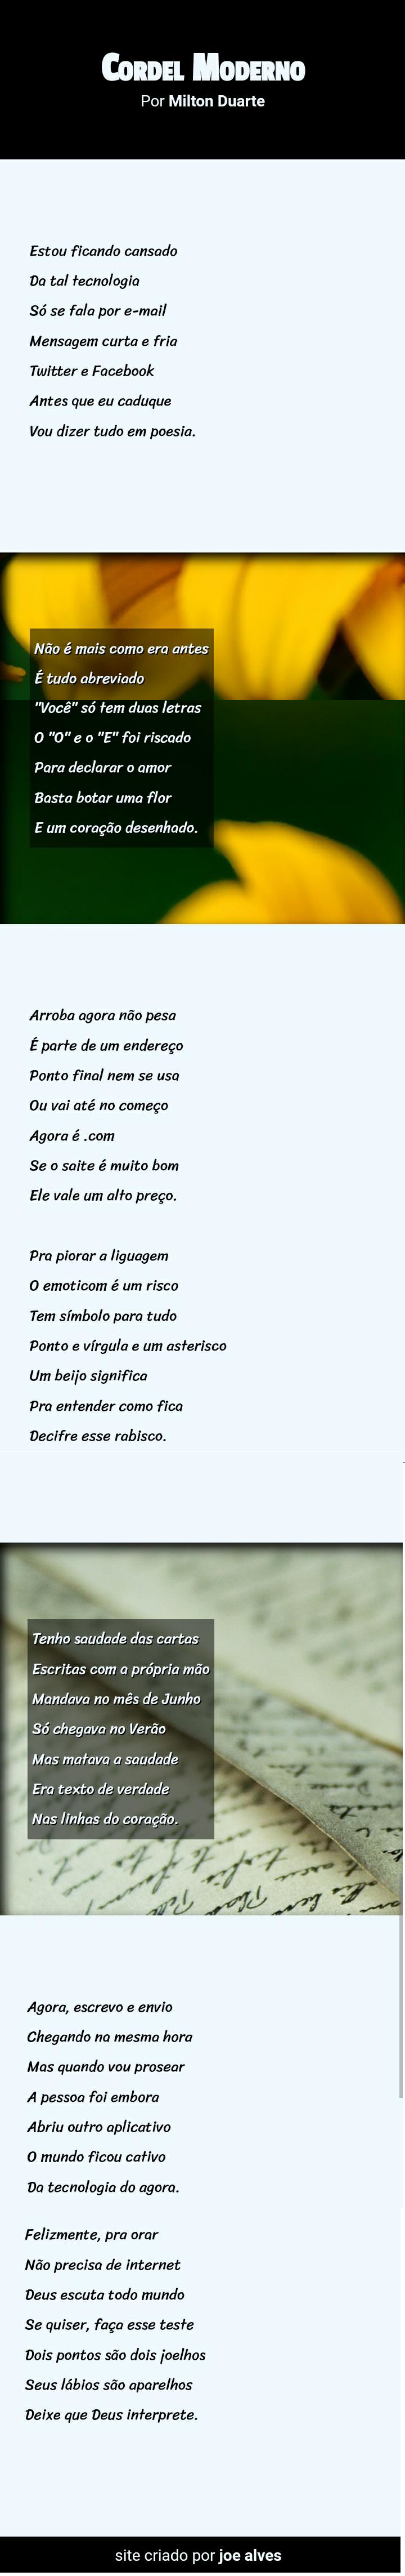 Cordel Moderno
Por Milton Duarte
Estou ficando cansado
Da tal tecnologia
Só se fala por e-mail
Mensagem curta e fria
Twitter e Facebook
Antes que eu caduque
Vou dizer tudo em poesia.
Não é mais como era antes
É tudo abreviado
"Você" só tem duas letras
O "O" e o "E" foi riscado
Para declarar o amor
Basta botar uma flor
E um coração desenhado.
Arroba agora não pesa
É parte de um endereço
Ponto final nem se usa
Ou vai até no começo
Agora é .com
Se o saite é muito bom
Ele vale um alto preço.
Pra piorar a liguagem
O emoticom é um risco
Tem símbolo para tudo
Ponto e vírgula e um asterisco
Um beijo significa
Pra entender como fica
Decifre esse rabisco.
Tenho saudade das cartas
Escritas com a própria mão
Mandava no mês de Junho
Só chegava no Verão
Mas matava a saudade
Era texto de verdade
Nas linhas do coração.
Agora, escrevo e envio
Chegando na mesma hora
Mas quando vou prosear
A pessoa foi embora
Abriu outro aplicativo
O mundo ficou cativo
Da tecnologia do agora.
Felizmente, pra orar
Não precisa de internet
Deus escuta todo mundo
Se quiser, faça esse teste
Dois pontos são dois joelhos
Seus lábios são aparelhos
Deixe que Deus interprete.
site criado por joe alves